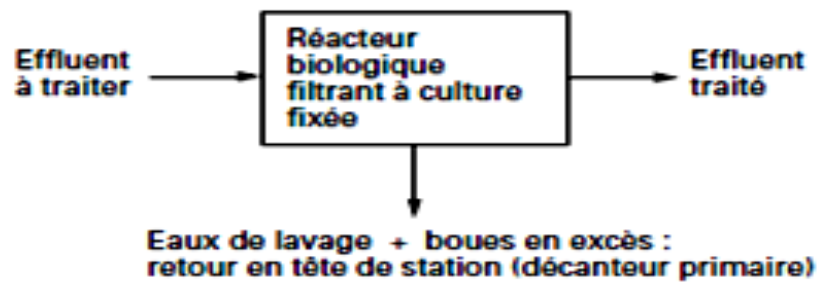 Effluent
à traiter
Réacteur
biologique
filtrant à culture
fixée
Effluent
traité
Eaux de lavage + boues en excès :
retour en tête de station (décanteur primaire)